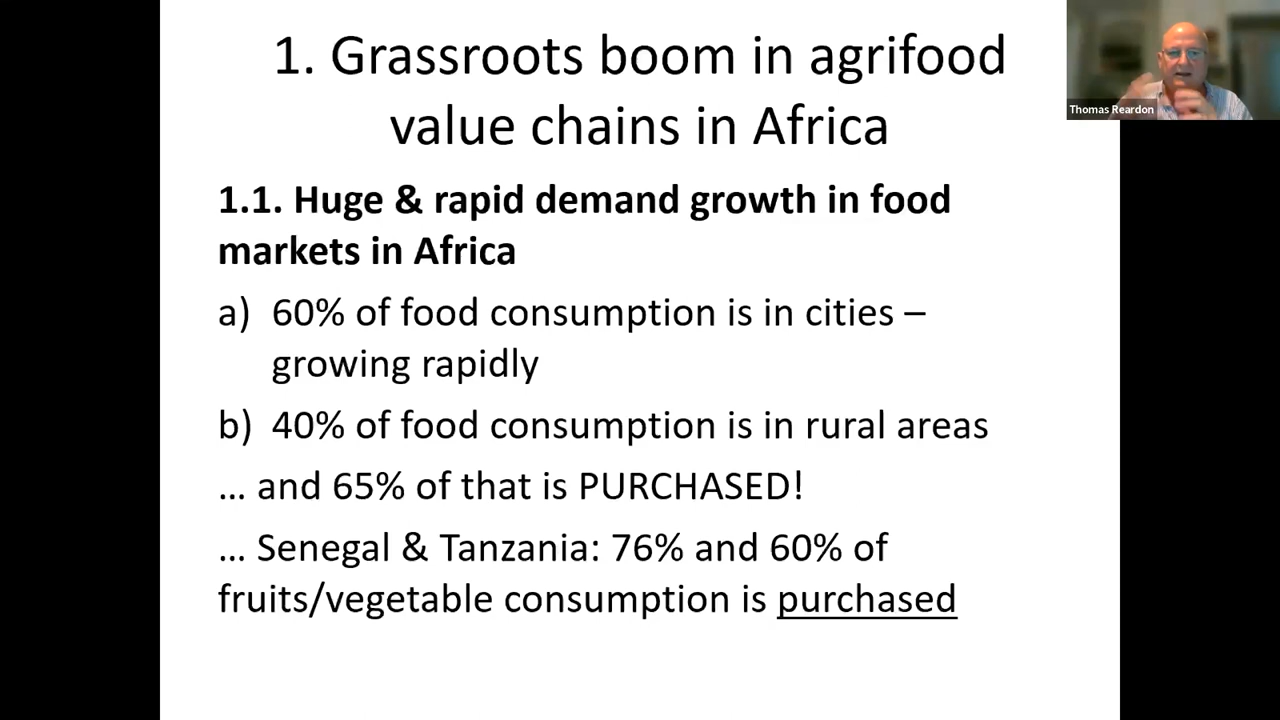 1. Grassroots boom in agrifood
value chains in Africa
Thomas Reardon
1.1. Huge & rapid demand growth in food
markets in Africa
a) 60% of food consumption is in cities –
growing rapidly
b) 40% of food consumption is in rural areas
... and 65% of that is PURCHASED!
... Senegal & Tanzania: 76% and 60% of
fruits/vegetable consumption is purchased